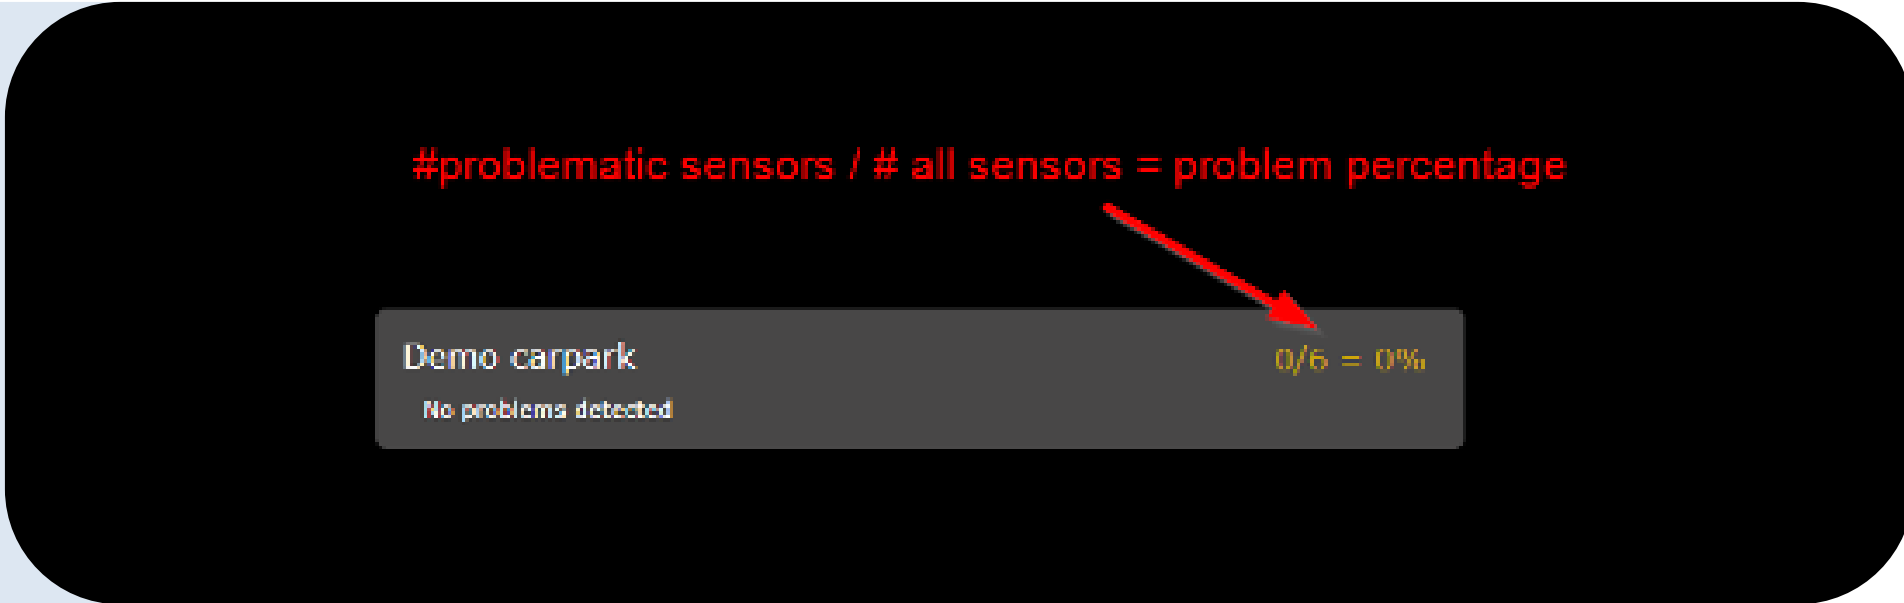 #problematic sensors / # all sensors = problem percentage
Demo carpark
0/6 = 0%
No problems detected